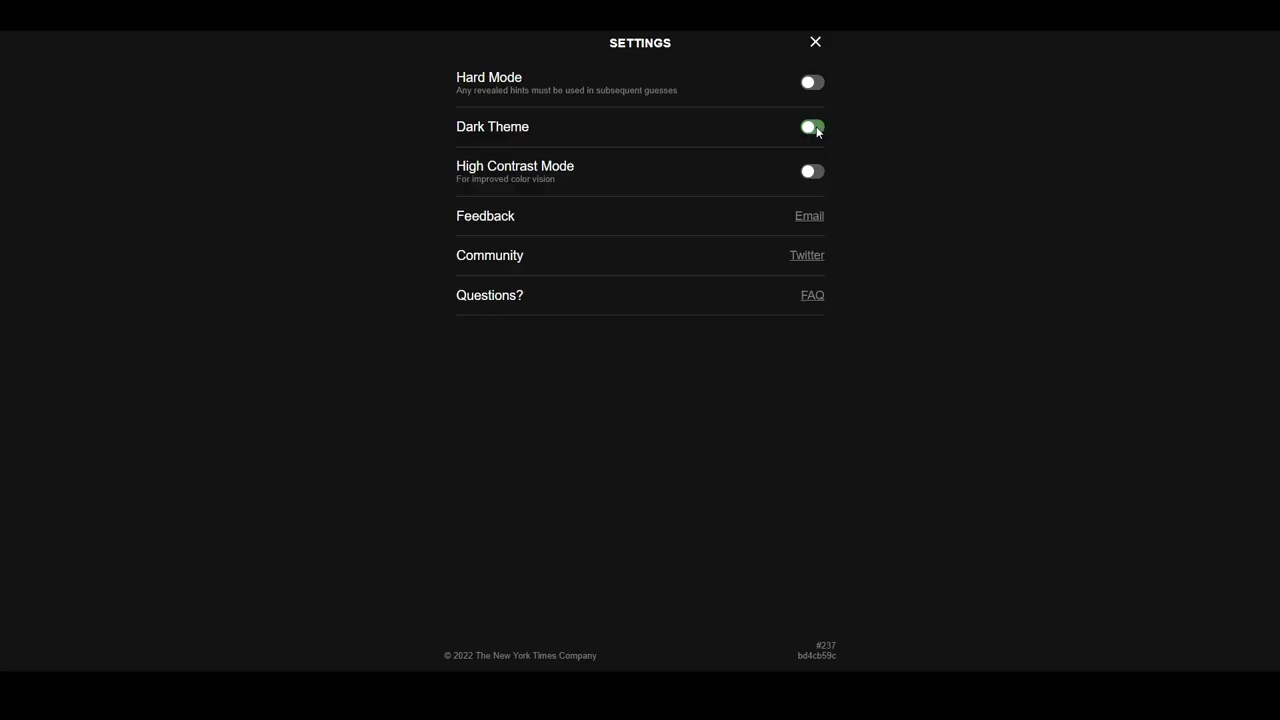 SETTINGS
Hard Mode
Any revealed hints must be used in subsequent guesses
Dark Theme
High Contrast Mode
For improved color vision
Feedback
Email
Community
Twitter
Questions?
FAQ
#237
© 2022 The New York Times Company
bd4cb59c